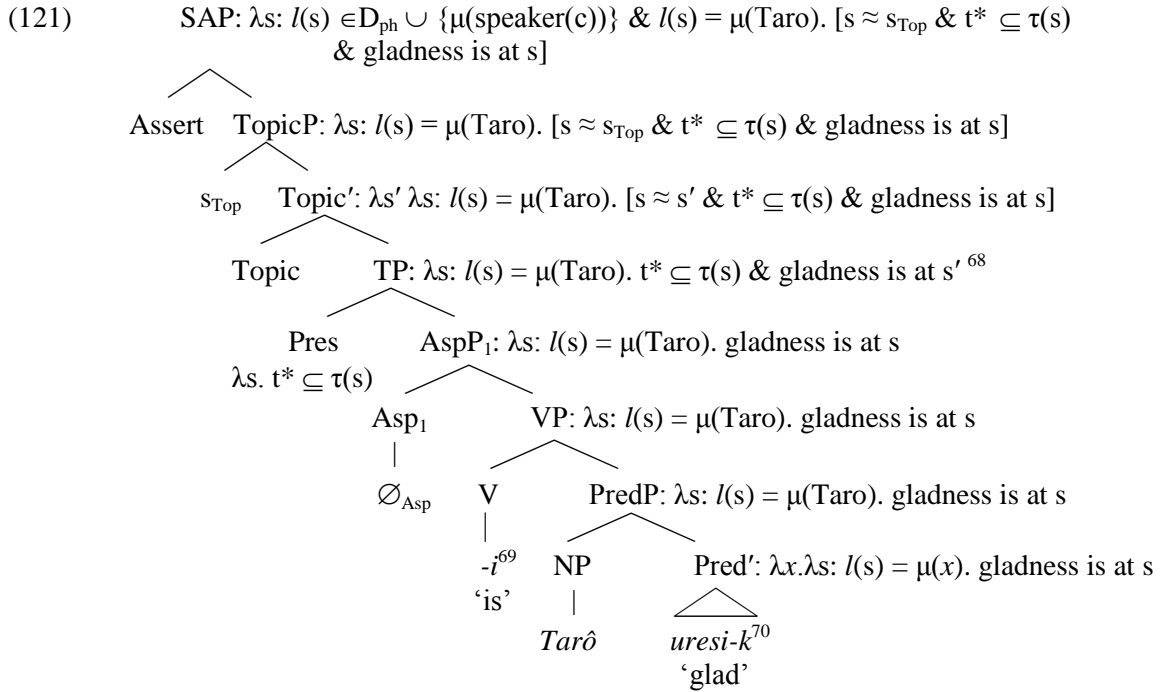 (121) SAP: λs: l(s) ∈D_ph ∪ {μ(speaker(c))} & l(s) = μ(Taro). [s ≈ s_Top & t* ⊆ τ(s)
& gladness is at s]
Assert TopicP: λs: l(s) = μ(Taro). [s ≈ s_Top & t* ⊆ τ(s) & gladness is at s]
s_Top Topic′: λs′ λs: l(s) = μ(Taro). [s ≈ s′ & t* ⊆ τ(s) & gladness is at s]
Topic TP: λs: l(s) = μ(Taro). t* ⊆ τ(s) & gladness is at s′ 68
Pres AspP₁: λs: l(s) = μ(Taro). gladness is at s
λs. t* ⊆ τ(s)
Asp₁ VP: λs: l(s) = μ(Taro). gladness is at s
∅_Asp V PredP: λs: l(s) = μ(Taro). gladness is at s
-i69 NP Pred′: λx.λs: l(s) = μ(x). gladness is at s
‘is’
Tarô uresi-k70
‘glad’